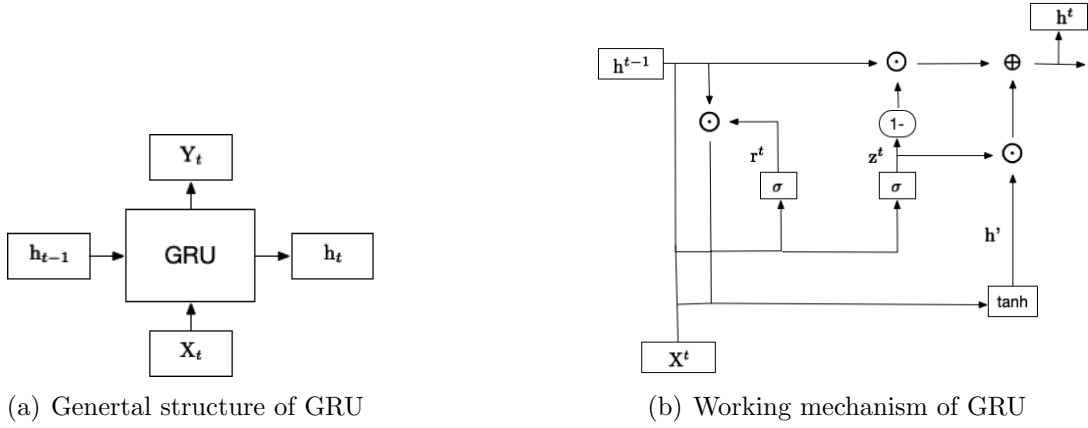 Y_t
h_{t-1}
GRU
h_t
X_t
(a) Genertal structure of GRU
h^t
h^{t-1}
⊙
⊕
⊙
1-
r^t
z^t
⊙
σ
σ
h’
tanh
X^t
(b) Working mechanism of GRU